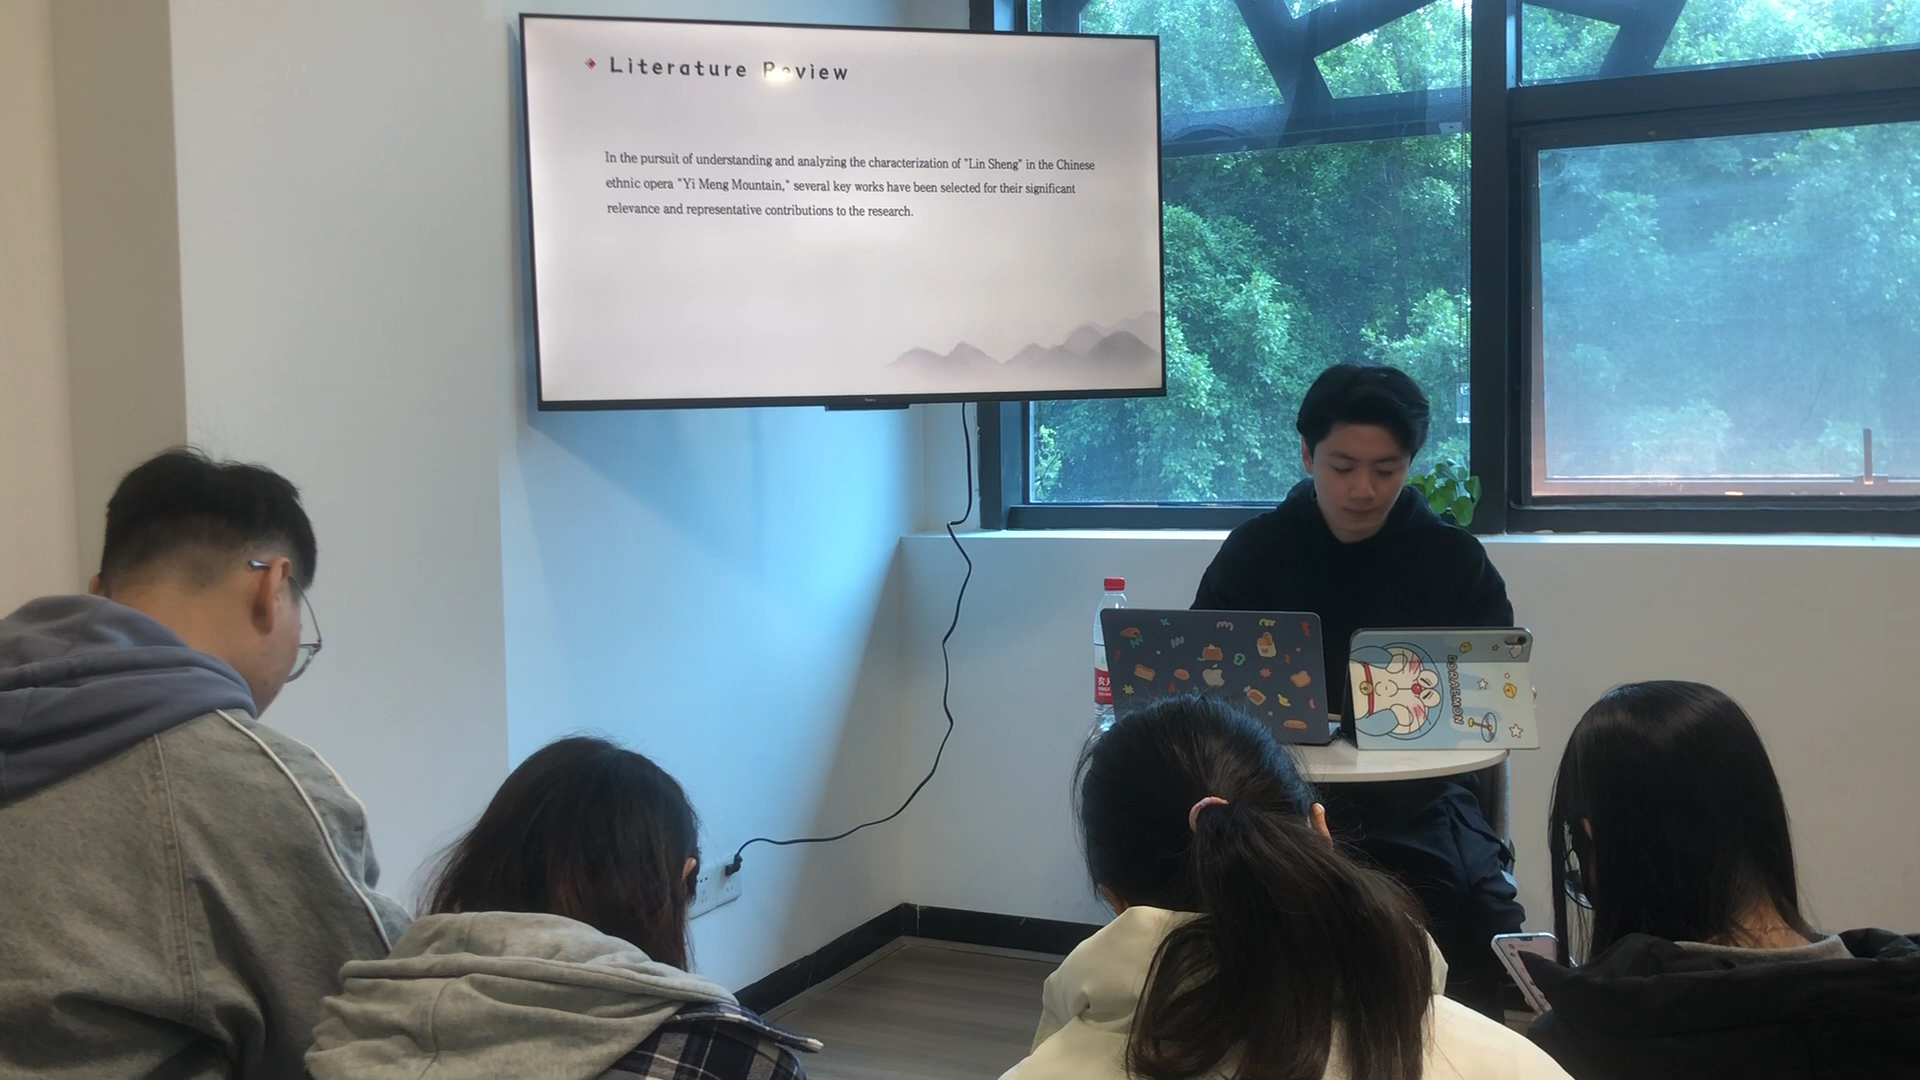 Literature Review
In the pursuit of understanding and analyzing the characterization of "Lin Sheng" in the Chinese
ethnic opera "Yi Meng Mountain," several key works have been selected for their significant
relevance and representative contributions to the research.
DORAEMON